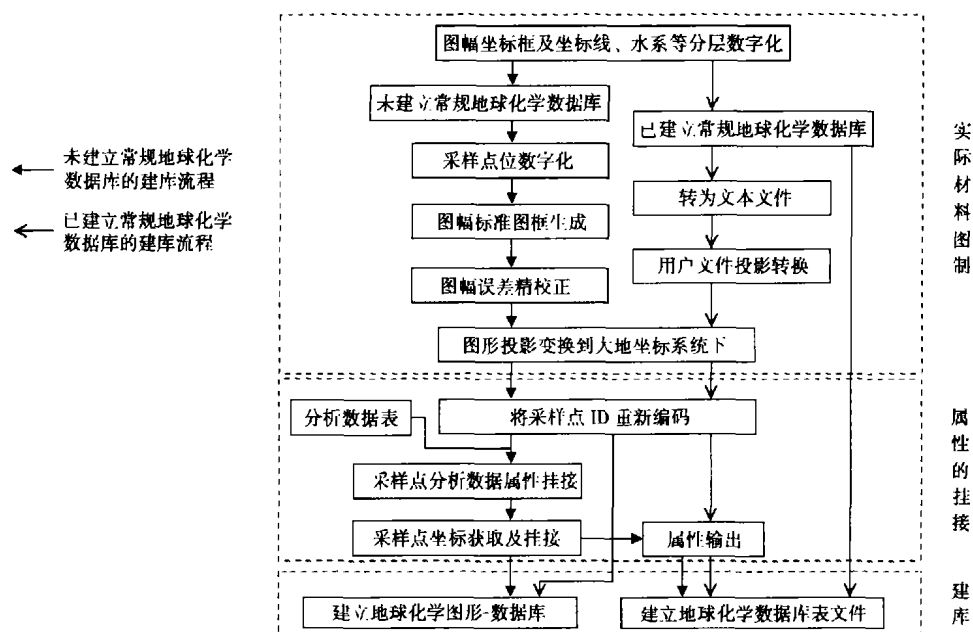 图幅坐标框及坐标线、水系等分层数字化
未建立常规地球化学数据库
已建立常规地球化学数据库
采样点位数字化
转为文本文件
图幅标准图框生成
用户文件投影转换
图幅误差精校正
图形投影变换到大地坐标系统下
分析数据表
将采样点 ID 重新编码
采样点分析数据属性挂接
采样点坐标获取及挂接
属性输出
建立地球化学图形-数据库
建立地球化学数据库表文件
未建立常规地球化学
数据库的建库流程
已建立常规地球化学
数据库的建库流程
实际材料图制
属性的挂接
建库